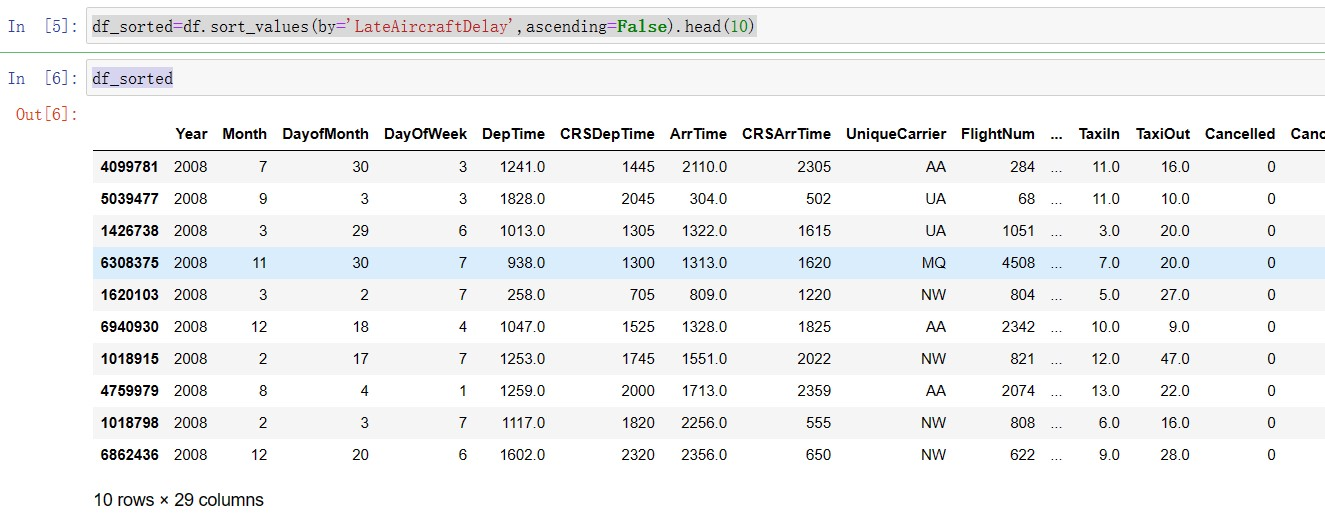 In [5]: df_sorted=df.sort_values(by='LateAircraftDelay',ascending=False).head(10)
In [6]: df_sorted
Out[6]:
Year Month DayofMonth DayOfWeek DepTime CRSDepTime ArrTime CRSArrTime UniqueCarrier FlightNum ... TaxiIn TaxiOut Cancelled Canc
4099781 2008 7 30 3 1241.0 1445 2110.0 2305 AA 284 ... 11.0 16.0 0
5039477 2008 9 3 3 1828.0 2045 304.0 502 UA 68 ... 11.0 10.0 0
1426738 2008 3 29 6 1013.0 1305 1322.0 1615 UA 1051 ... 3.0 20.0 0
6308375 2008 11 30 7 938.0 1300 1313.0 1620 MQ 4508 ... 7.0 20.0 0
1620103 2008 3 2 7 258.0 705 809.0 1220 NW 804 ... 5.0 27.0 0
6940930 2008 12 18 4 1047.0 1525 1328.0 1825 AA 2342 ... 10.0 9.0 0
1018915 2008 2 17 7 1253.0 1745 1551.0 2022 NW 821 ... 12.0 47.0 0
4759979 2008 8 4 1 1259.0 2000 1713.0 2359 AA 2074 ... 13.0 22.0 0
1018798 2008 2 3 7 1117.0 1820 2256.0 555 NW 808 ... 6.0 16.0 0
6862436 2008 12 20 6 1602.0 2320 2356.0 650 NW 622 ... 9.0 28.0 0
10 rows × 29 columns